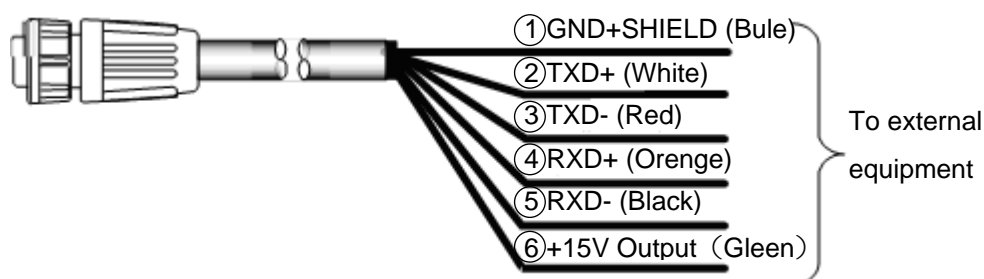 ①GND+SHIELD (Bule)
②TXD+ (White)
③TXD- (Red)
④RXD+ (Orenge)
⑤RXD- (Black)
⑥+15V Output（Gleen）
To external
equipment